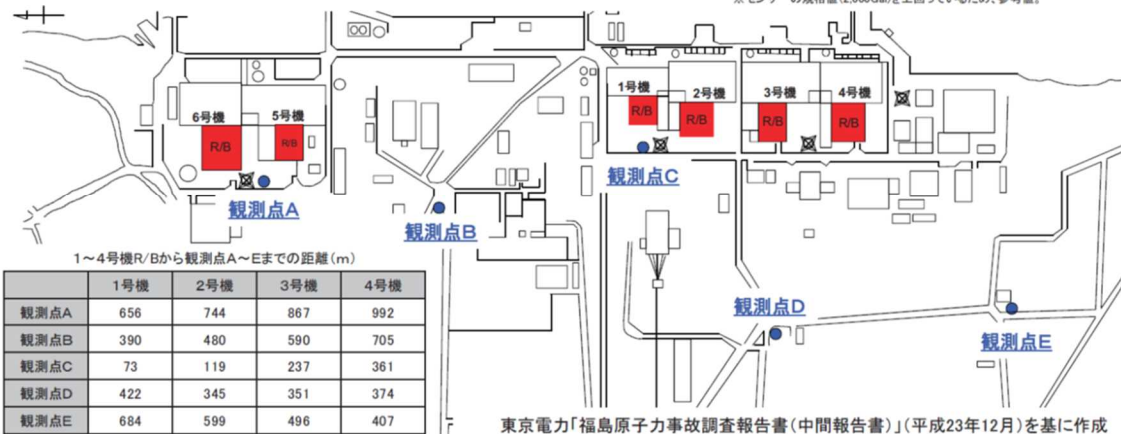 1号機
2号機
3号機
4号機
R/B
R/B
R/B
R/B
6号機
5号機
R/B
R/B
観測点C
観測点A
観測点B
1～4号機R/Bから観測点A～Eまでの距離(m)
1号機 2号機 3号機 4号機
観測点A 656 744 867 992
観測点B 390 480 590 705
観測点C 73 119 237 361
観測点D 422 345 351 374
観測点E 684 599 496 407
観測点D
観測点E
東京電力「福島原子力事故調査報告書(中間報告書)」(平成23年12月)を基に作成